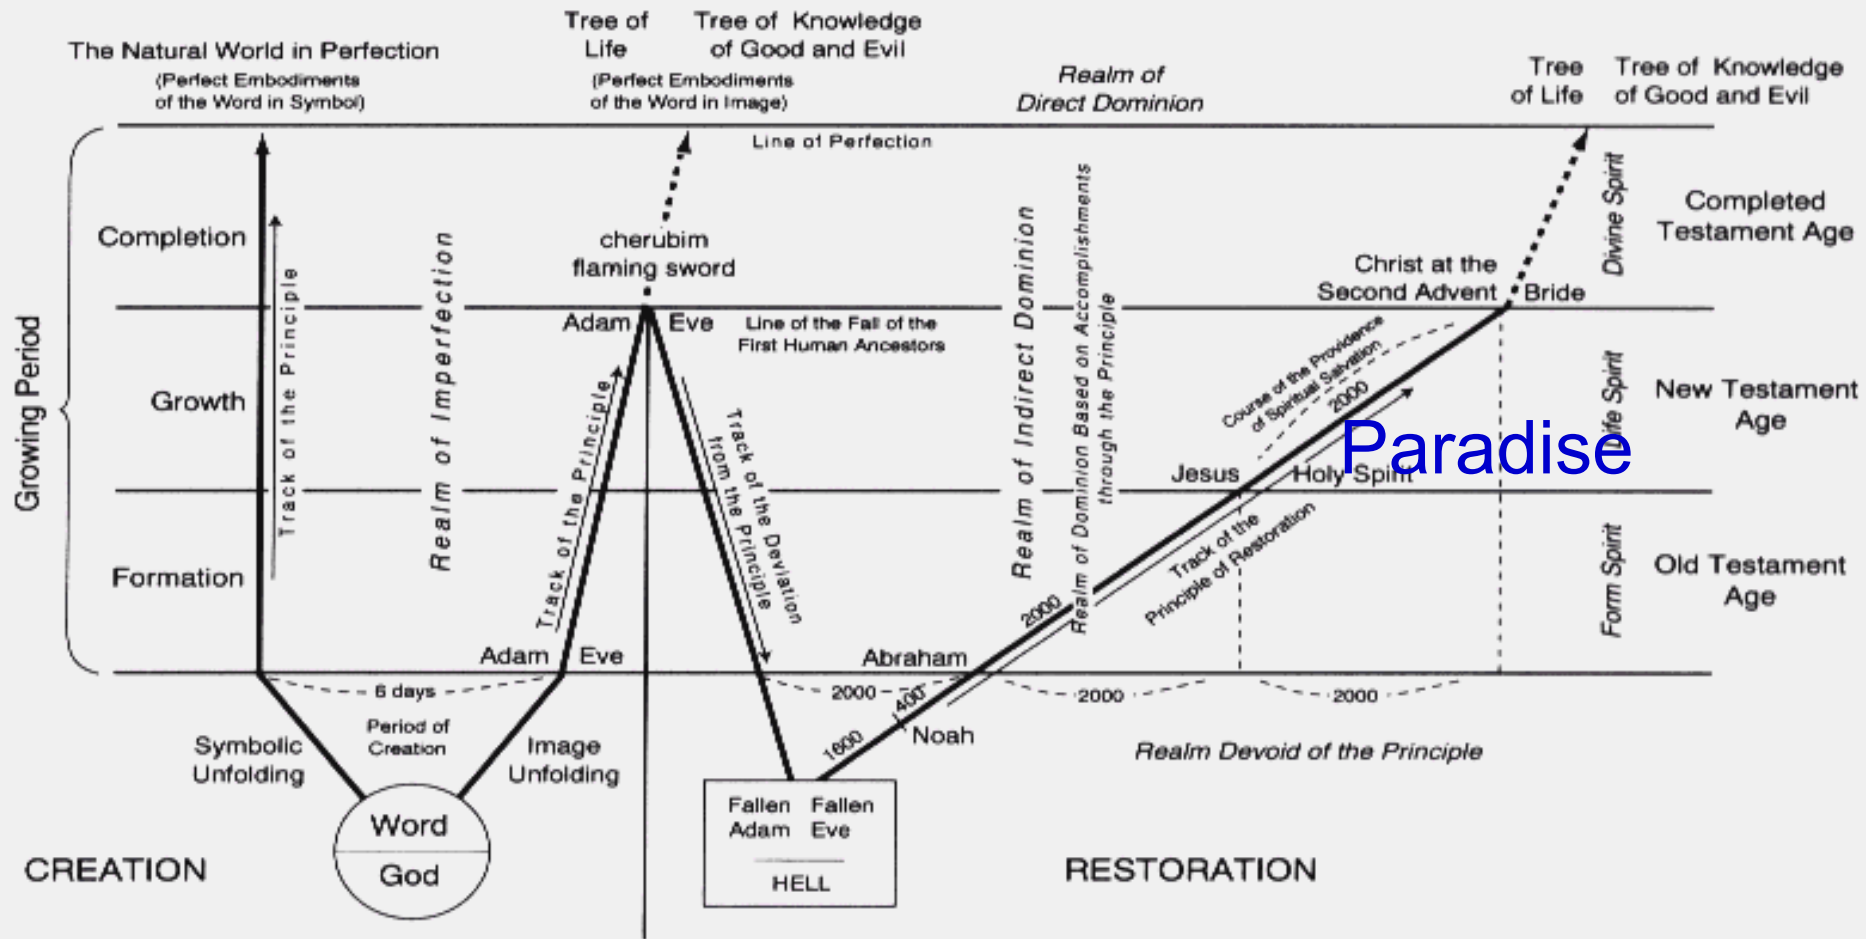 The Natural World in Perfection
(Perfect Embodiments
of the Word in Symbol)
Tree of
Life
Tree of Knowledge
of Good and Evil
(Perfect Embodiments
of the Word in Image)
Realm of
Direct Dominion
Tree
of Life
Tree of Knowledge
of Good and Evil
Line of Perfection
Growing Period
Completion
Growth
Formation
Track of the Principle
Realm of Imperfection
cherubim
flaming sword
Adam
Eve
Line of the Fall of the
First Human Ancestors
Track of the Principle
Track of the Deviation
from the Principle
Realm of Indirect Dominion
Realm of Dominion Based on Accomplishments
through the Principle
Christ at the
Second Advent
Bride
Course of the Providence
of Spiritual Salvation
2000
Paradise
Jesus
Holy Spirit
Track of the
Principle of Restoration
2000
Divine Spirit
Life Spirit
Form Spirit
Completed
Testament Age
New Testament
Age
Old Testament
Age
Adam
Eve
Abraham
6 days
2000
400
2000
2000
Period of
Creation
Symbolic
Unfolding
Image
Unfolding
1600
Noah
Realm Devoid of the Principle
Word
God
Fallen Fallen
Adam Eve
HELL
CREATION
RESTORATION